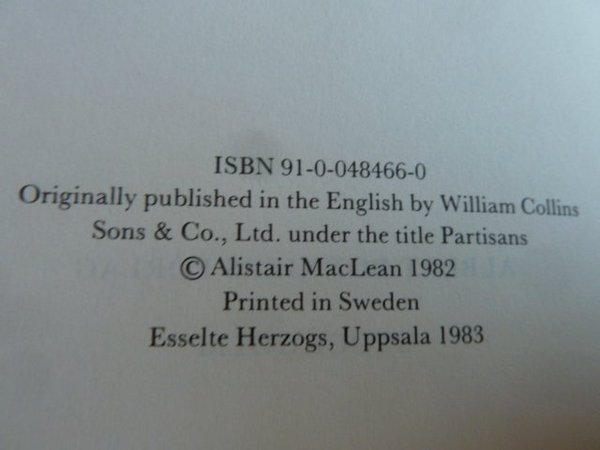 ISBN 91-0-048466-0
Originally published in the English by William Collins
Sons & Co., Ltd. under the title Partisans
© Alistair MacLean 1982
Printed in Sweden
Esselte Herzogs, Uppsala 1983